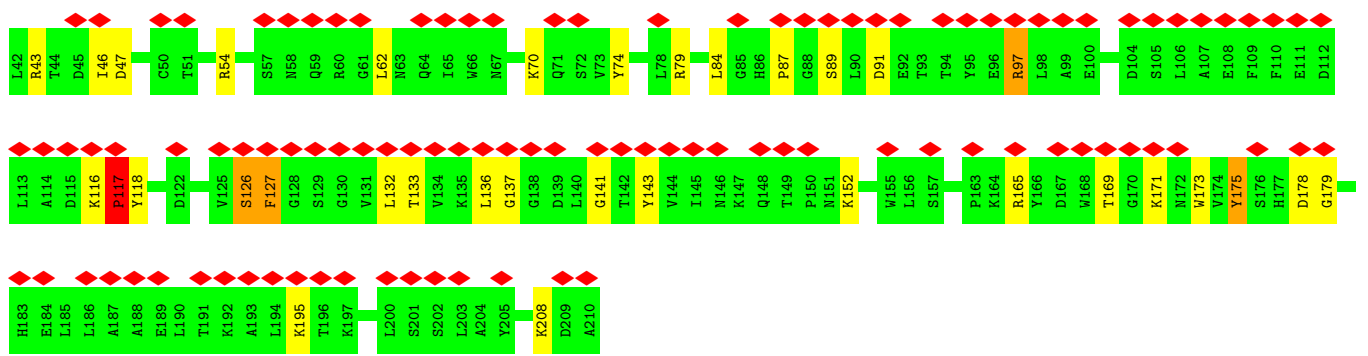 L42 R43 T44 D45 I46 D47 C50 T51 R54 S57 N58 Q59 R60 G61 L62 N63 Q64 I65 W66 N67 K70 Q71 S72 V73 Y74 L78 R79 L84 G85 H86 P87 G88 S89 L90 D91 E92 T93 T94 Y95 E96 R97 L98 A99 E100 D104 S105 L106 A107 E108 F109 F110 E111 D112
L113 A114 D115 K116 P117 Y118 D122 V125 S126 F127 G128 S129 G130 V131 L132 T133 V134 K135 L136 G137 G138 D139 L140 G141 T142 Y143 V144 I145 N146 K147 Q148 T149 P150 N151 K152 W155 L156 S157 P163 K164 R165 Y166 D167 W168 T169 G170 K171 N172 W173 V174 Y175 S176 H177 D178 G179
H183 E184 L185 L186 A187 A188 E189 L190 T191 K192 A193 L194 K195 T196 K197 L200 S201 S202 L203 A204 Y205 K208 D209 A210